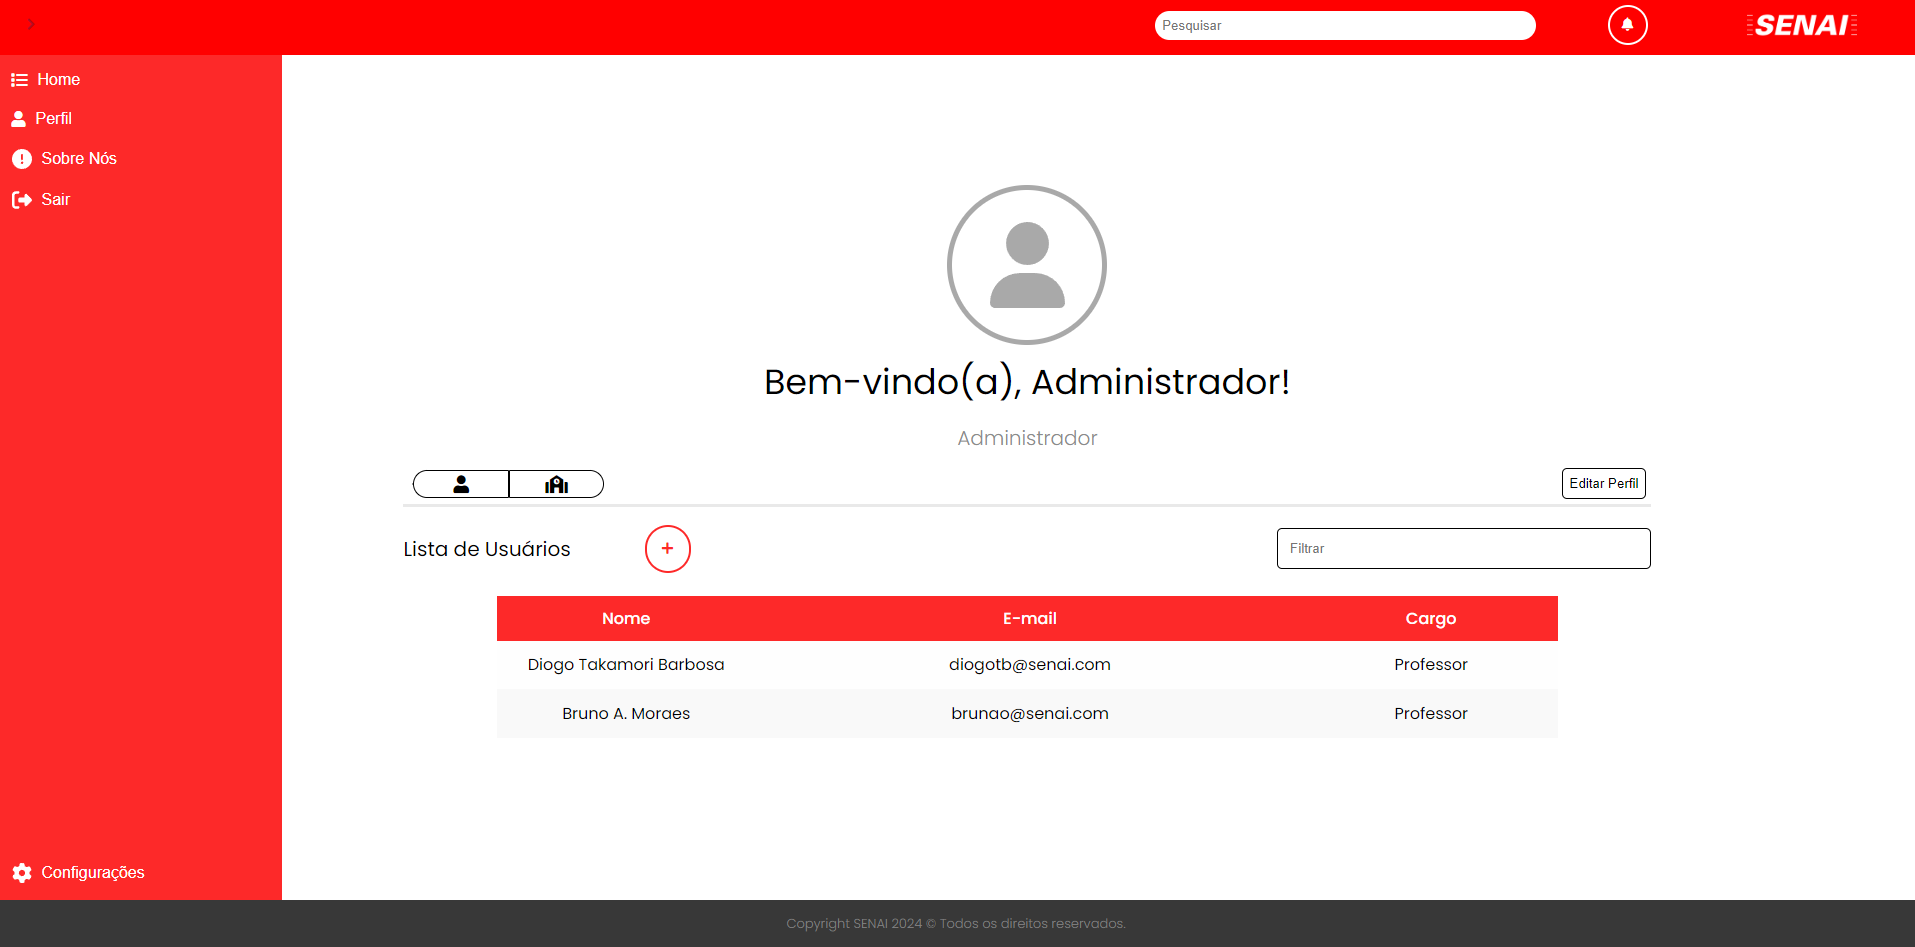 Pesquisar
SENAI
Home
Perfil
Sobre Nós
Sair
Bem-vindo(a), Administrador!
Administrador
Editar Perfil
Lista de Usuários + Filtrar
Nome E-mail Cargo
Diogo Takamori Barbosa diogotb@senai.com Professor
Bruno A. Moraes brunao@senai.com Professor
Configurações
Copyright SENAI 2024 © Todos os direitos reservados.